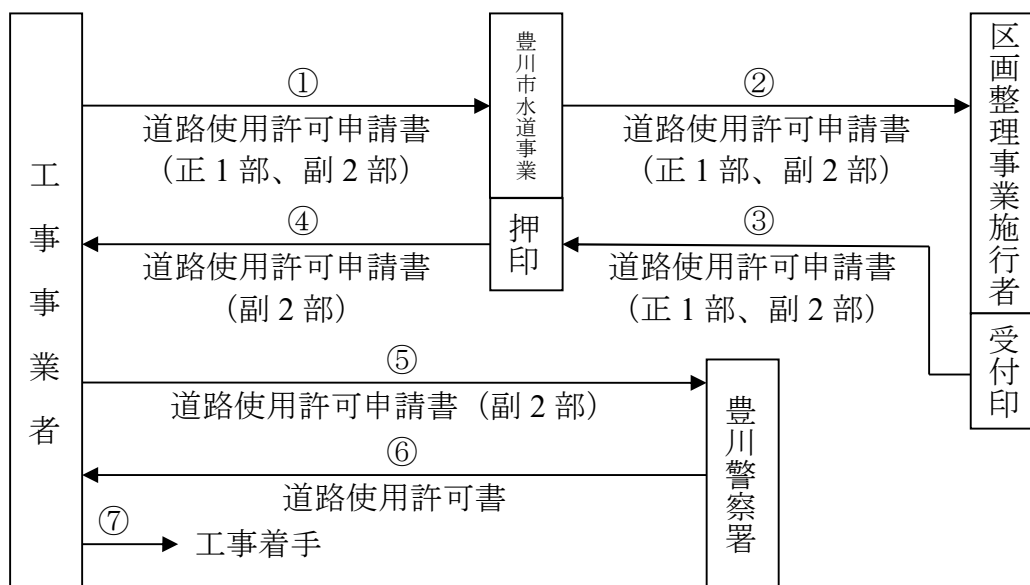 工事事業者
①
道路使用許可申請書
（正 1 部、副 2 部）
豊川市水道事業
②
道路使用許可申請書
（正 1 部、副 2 部）
区画整理事業施行者
④
道路使用許可申請書
（副 2 部）
押印
③
道路使用許可申請書
（正 1 部、副 2 部）
受付印
⑤
道路使用許可申請書（副 2 部）
豊川警察署
⑥
道路使用許可書
⑦
工事着手